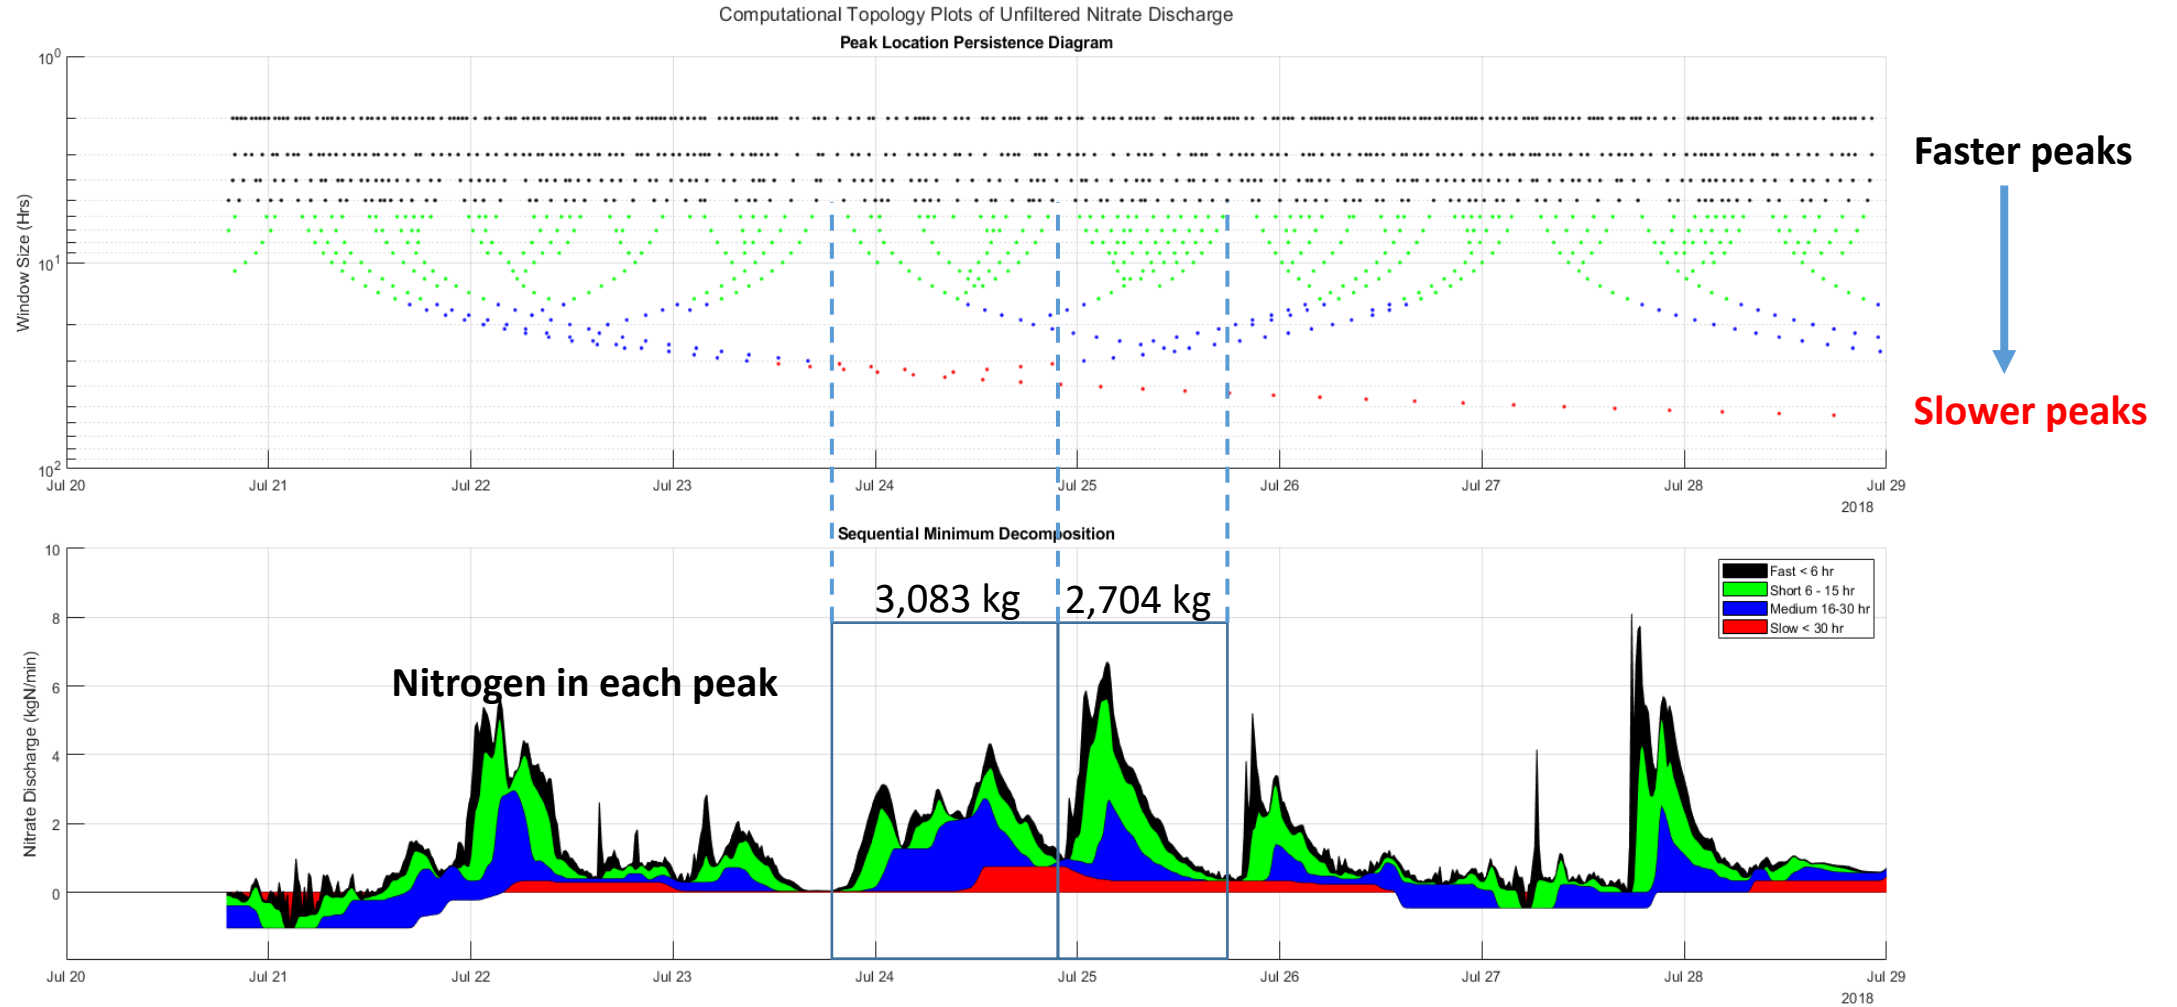 Computational Topology Plots of Unfiltered Nitrate Discharge
Peak Location Persistence Diagram
10^0
10^1
10^2
Window Size (Hrs)
Jul 20 Jul 21 Jul 22 Jul 23 Jul 24 Jul 25 Jul 26 Jul 27 Jul 28 Jul 29
2018
Faster peaks
Slower peaks
Sequential Minimum Decomposition
10
8
6
4
2
0
Nitrate Discharge (kgN/min)
3,083 kg 2,704 kg
Nitrogen in each peak
Fast < 6 hr
Short 6 - 15 hr
Medium 16-30 hr
Slow < 30 hr
Jul 20 Jul 21 Jul 22 Jul 23 Jul 24 Jul 25 Jul 26 Jul 27 Jul 28 Jul 29
2018